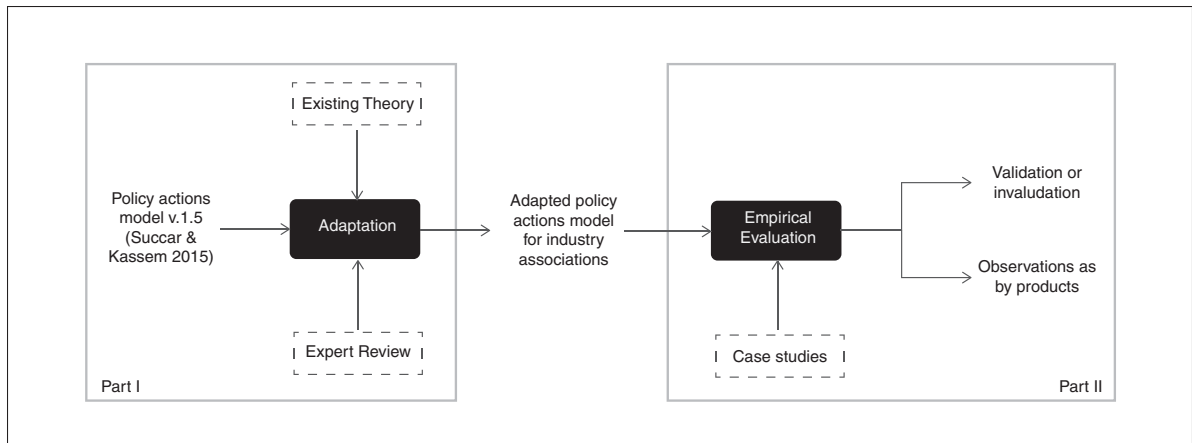 Existing Theory
Policy actions
model v.1.5
(Succar &
Kassem 2015)
Adaptation
Expert Review
Part I
Adapted policy
actions model
for industry
associations
Empirical
Evaluation
Case studies
Validation or
invaludation
Observations as
by products
Part II